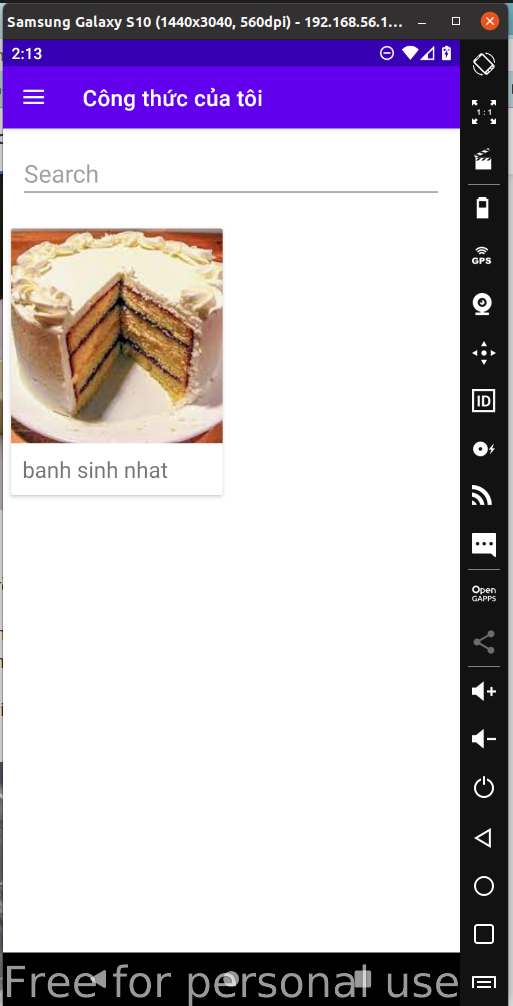 Samsung Galaxy S10 (1440x3040, 560dpi) - 192.168.56.1...
2:13
Công thức của tôi
1:1
Search
GPS
banh sinh nhat
ID
Open
GAPPS
Free for personal use